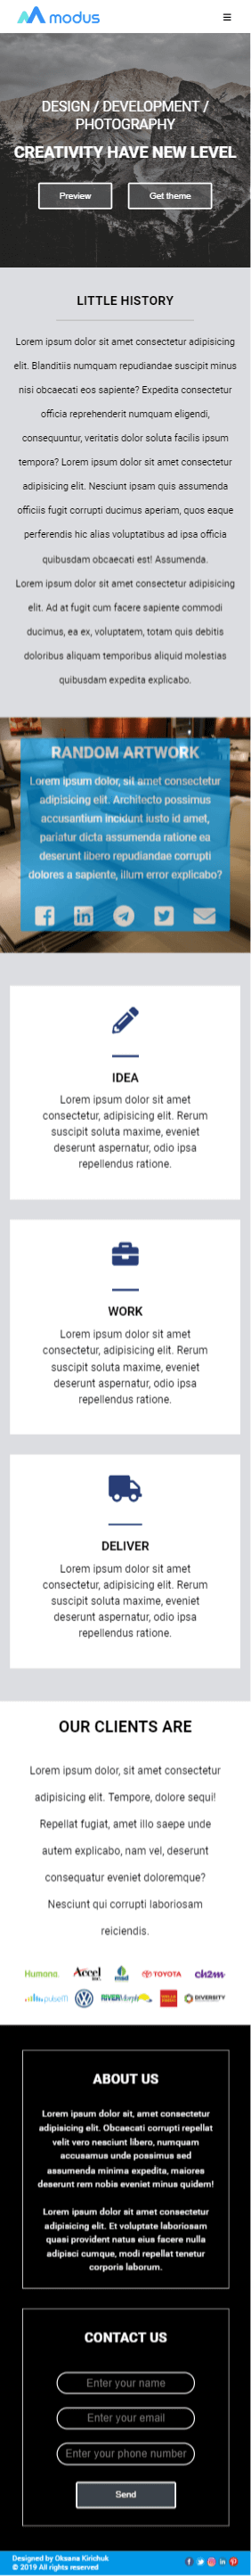 modus
DESIGN / DEVELOPMENT /
PHOTOGRAPHY
CREATIVITY HAVE NEW LEVEL
Preview
Get theme
LITTLE HISTORY
Lorem ipsum dolor sit amet consectetur adipisicing
elit. Blanditiis numquam repudiandae suscipit minus
nisi obcaecati eos sapiente? Expedita consectetur
officia reprehenderit numquam eligendi,
consequuntur, veritatis dolor soluta facilis ipsum
tempora? Lorem ipsum dolor sit amet consectetur
adipisicing elit. Nesciunt ipsam quis assumenda
officiis fugit corrupti ducimus aperiam, quos eaque
perferendis hic alias voluptatibus ad ipsa officia
quibusdam obcaecati est! Assumenda.
Lorem ipsum dolor sit amet consectetur adipisicing
elit. Ad at fugit cum facere sapiente commodi
ducimus, ea ex, voluptatem, totam quis debitis
doloribus aliquam temporibus aliquid molestias
quibusdam expedita explicabo.
RANDOM ARTWORK
Lorem ipsum dolor, sit amet consectetur
adipisicing elit. Architecto possimus
accusantium incidunt iusto id amet,
pariatur dicta assumenda ratione ea
deserunt libero repudiandae corrupti
dolores a sapiente, illum error explicabo?
IDEA
Lorem ipsum dolor sit amet
consectetur, adipisicing elit. Rerum
suscipit soluta maxime, eveniet
deserunt aspernatur, odio ipsa
repellendus ratione.
WORK
Lorem ipsum dolor sit amet
consectetur, adipisicing elit. Rerum
suscipit soluta maxime, eveniet
deserunt aspernatur, odio ipsa
repellendus ratione.
DELIVER
Lorem ipsum dolor sit amet
consectetur, adipisicing elit. Rerum
suscipit soluta maxime, eveniet
deserunt aspernatur, odio ipsa
repellendus ratione.
OUR CLIENTS ARE
Lorem ipsum dolor, sit amet consectetur
adipisicing elit. Tempore, dolore sequi!
Repellat fugiat, amet illo saepe unde
autem explicabo, nam vel, deserunt
consequatur eveniet doloremque?
Nesciunt qui corrupti laboriosam
reiciendis.
Humana. Accel TOYOTA ch2m
DIVERSITY
ABOUT US
Lorem ipsum dolor sit, amet consectetur
adipisicing elit. Obcaecati corrupti repellat
velit vero nesciunt libero, numquam
accusamus unde possimus sed
assumenda minima expedita, maiores
deserunt rem nobis eveniet minus quidem!
Lorem ipsum dolor sit amet consectetur
adipisicing elit. Et voluptate laboriosam
quasi provident natus eius facere nulla
adipisci cumque, modi repellat tenetur
corporis laborum.
CONTACT US
Enter your name
Enter your email
Enter your phone number
Send
Designed by Oksana Kirichuk
© 2019 All rights reserved